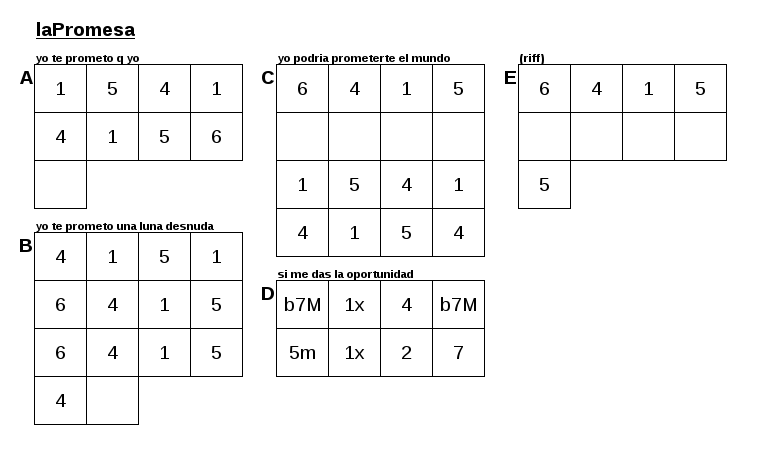 laPromesa
yo te prometo q yo
A
1 5 4 1
4 1 5 6
yo te prometo una luna desnuda
B
4 1 5 1
6 4 1 5
6 4 1 5
4
yo podria prometerte el mundo
C
6 4 1 5
1 5 4 1
4 1 5 4
si me das la oportunidad
D
b7M 1x 4 b7M
5m 1x 2 7
(riff)
E
6 4 1 5
5